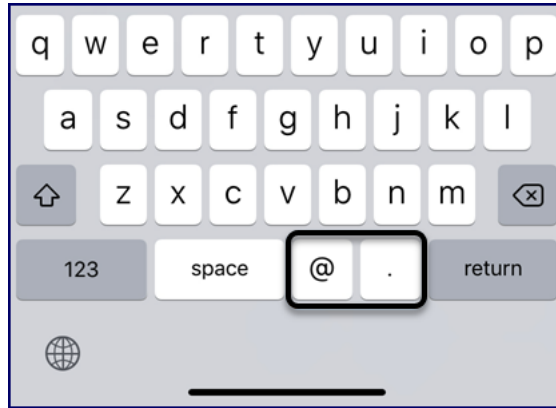 q w e r t y u i o p
a s d f g h j k l
z x c v b n m
123 space @ . return